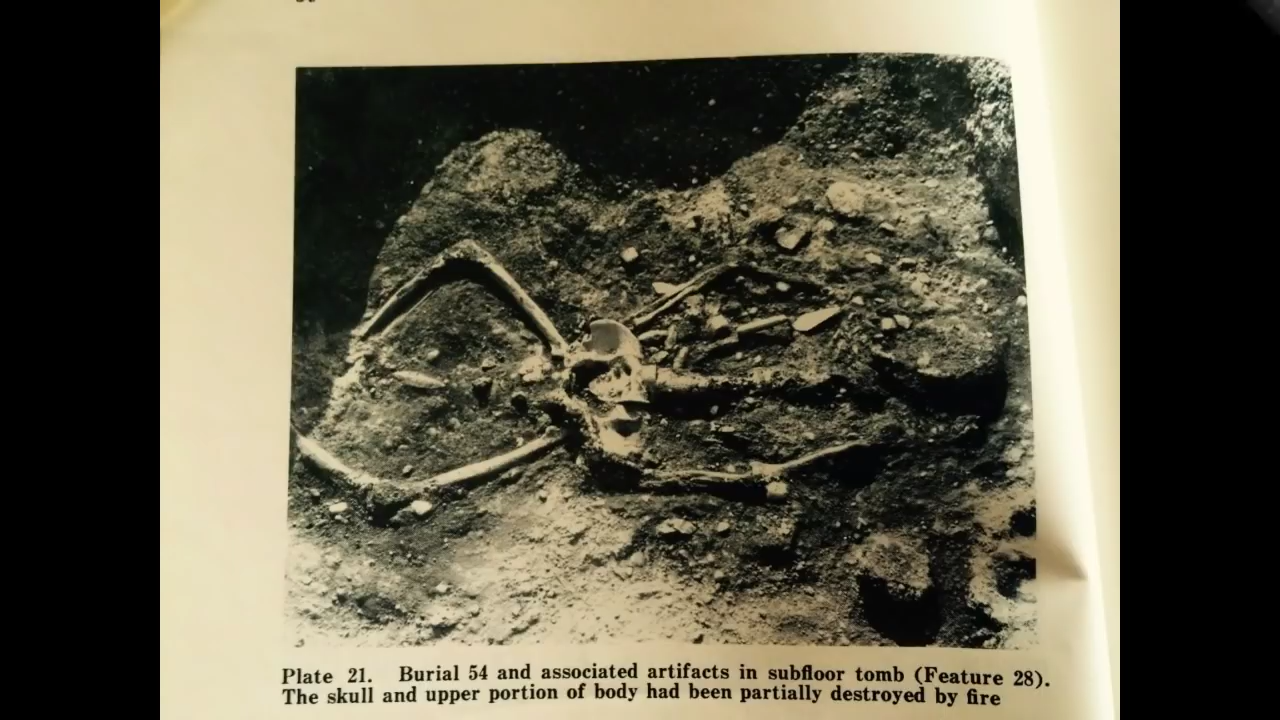 Plate 21. Burial 54 and associated artifacts in subfloor tomb (Feature 28).
The skull and upper portion of body had been partially destroyed by fire